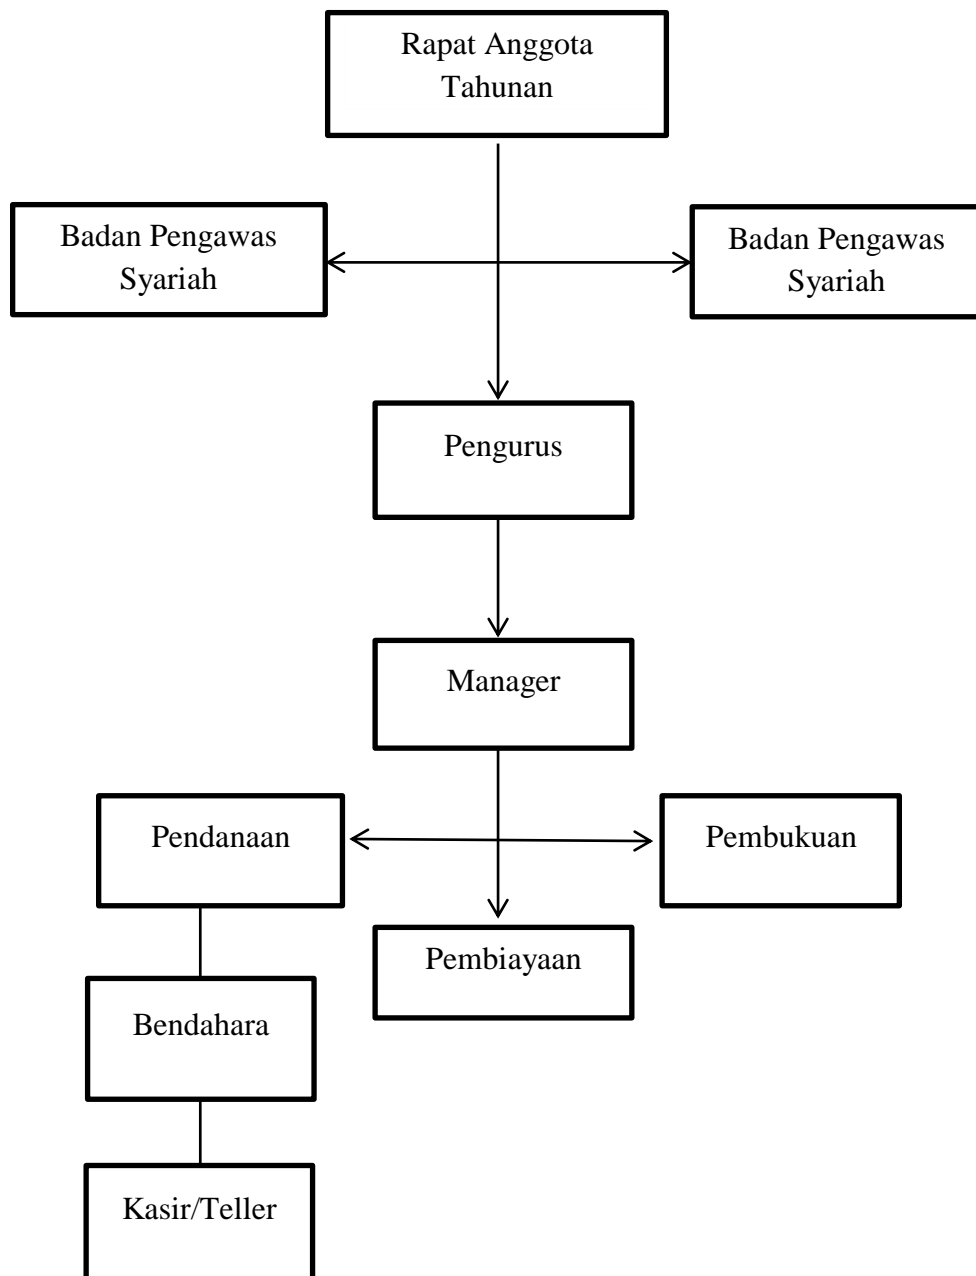 Rapat Anggota
Tahunan
Badan Pengawas
Syariah
Badan Pengawas
Syariah
Pengurus
Manager
Pendanaan
Pembukuan
Pembiayaan
Bendahara
Kasir/Teller